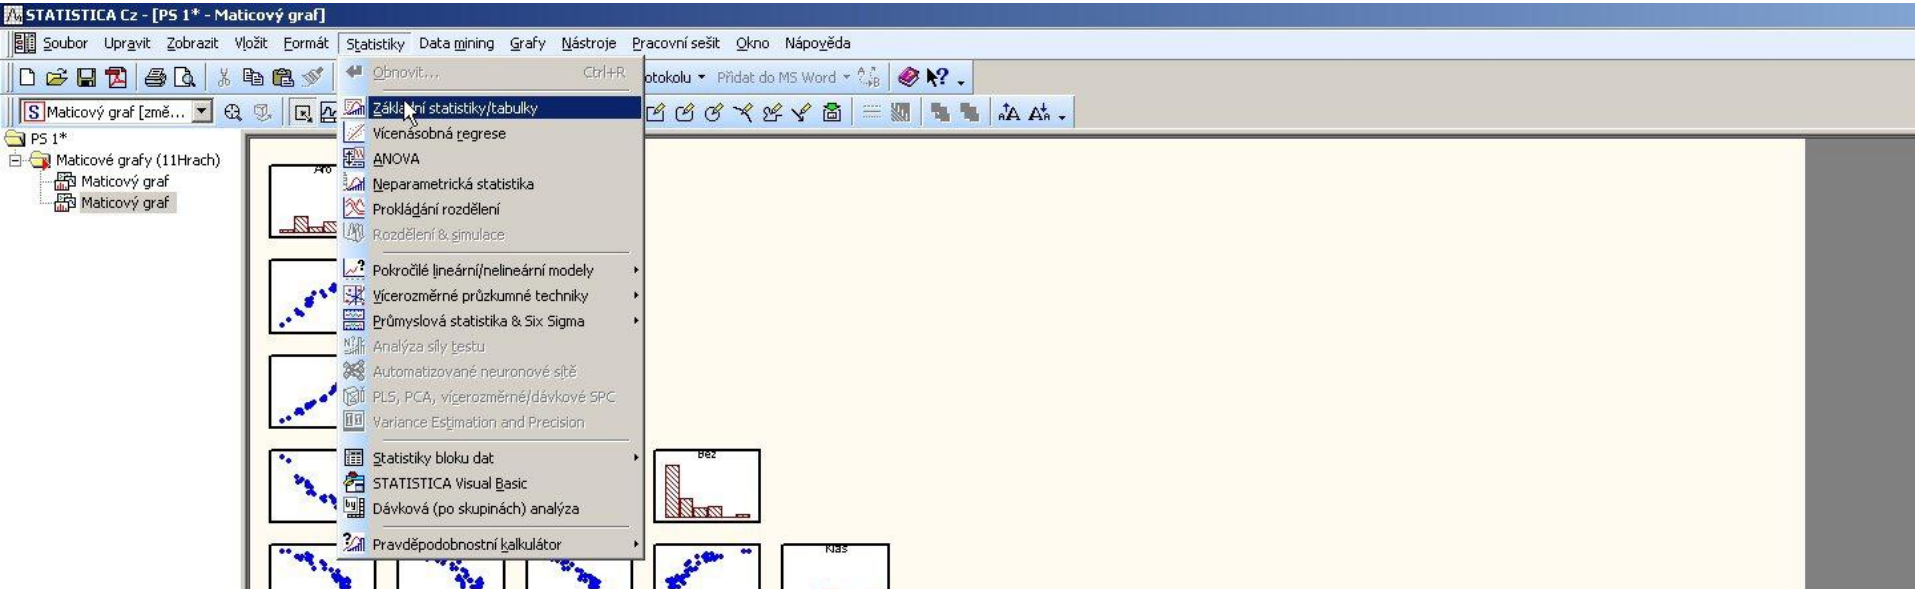 STATISTICA Cz - [PS 1* - Maticový graf]
Soubor Upravit Zobrazit Vložit Formát Statistiky Data mining Grafy Nástroje Pracovní sešit Okno Nápověda
otokolu Přidat do MS Word
Maticový graf [změ...
PS 1*
Maticové grafy (11Hrach)
Maticový graf
Maticový graf
Obnovit... Ctrl+R
Základní statistiky/tabulky
Vícenásobná regrese
ANOVA
Neparametrická statistika
Prokládání rozdělení
Rozdělení & simulace
Pokročilé lineární/nelineární modely
Vícerozměrné průzkumné techniky
Průmyslová statistika & Six Sigma
Analýza síly testu
Automatizované neuronové sítě
PLS, PCA, vícerozměrné/dávkové SPC
Variance Estimation and Precision
Statistiky bloku dat
STATISTICA Visual Basic
Dávková (po skupinách) analýza
Pravděpodobnostní kalkulátor
Bez